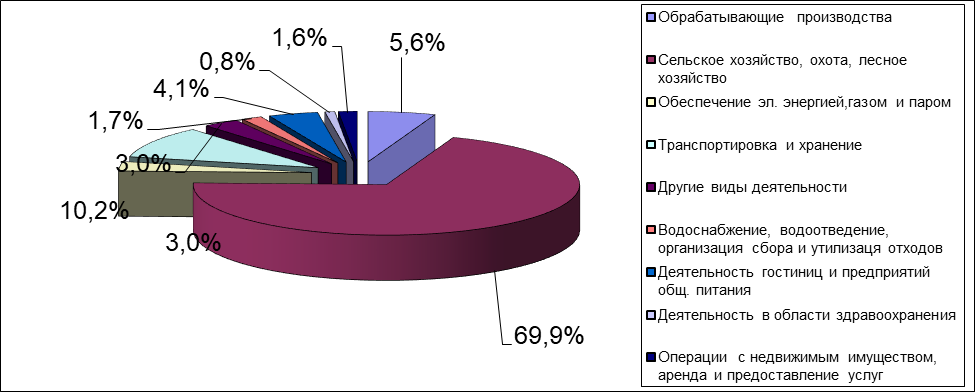 1,6%
5,6%
0,8%
4,1%
1,7%
3,0%
10,2%
3,0%
69,9%
Обрабатывающие производства
Сельское хозяйство, охота, лесное
хозяйство
Обеспечение эл. энергией,газом и паром
Транспортировка и хранение
Другие виды деятельности
Водоснабжение, водоотведение,
организация сбора и утилизаця отходов
Деятельность гостиниц и предприятий
общ. питания
Деятельность в области здравоохранения
Операции с недвижимым имуществом,
аренда и предоставление услуг